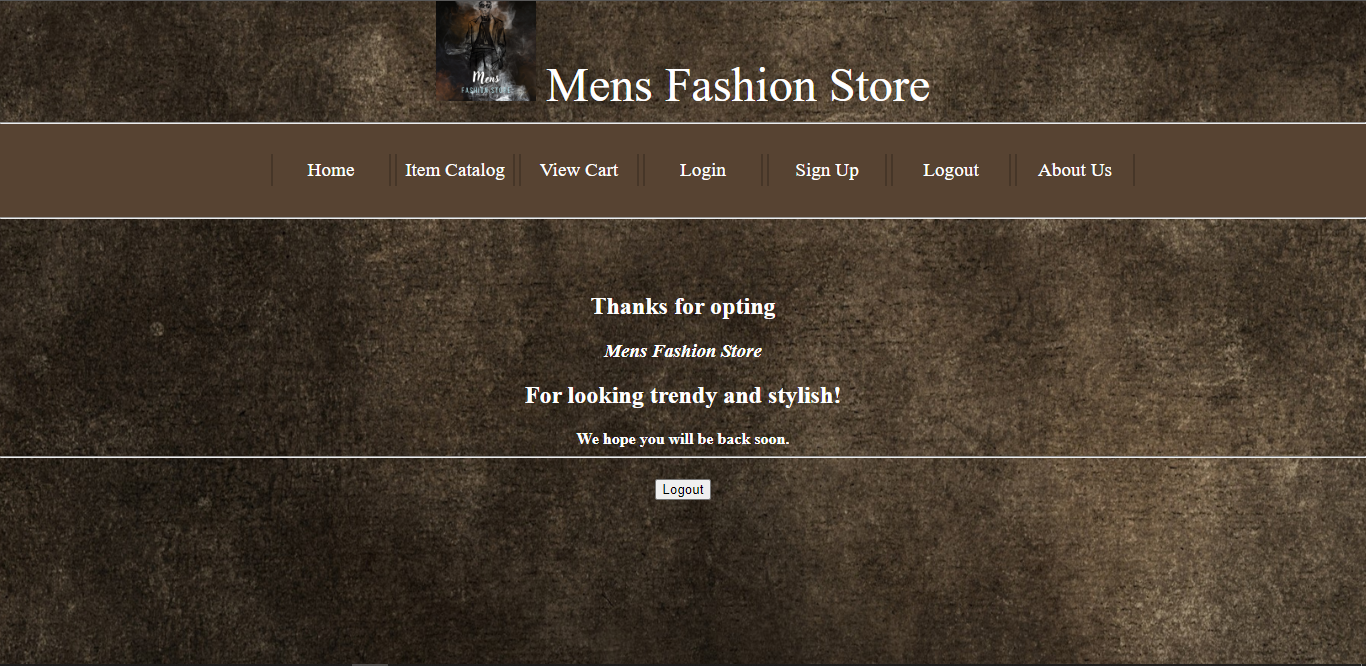 Mens
FASHION STORE
Mens Fashion Store
Home Item Catalog View Cart Login Sign Up Logout About Us
Thanks for opting
Mens Fashion Store
For looking trendy and stylish!
We hope you will be back soon.
Logout